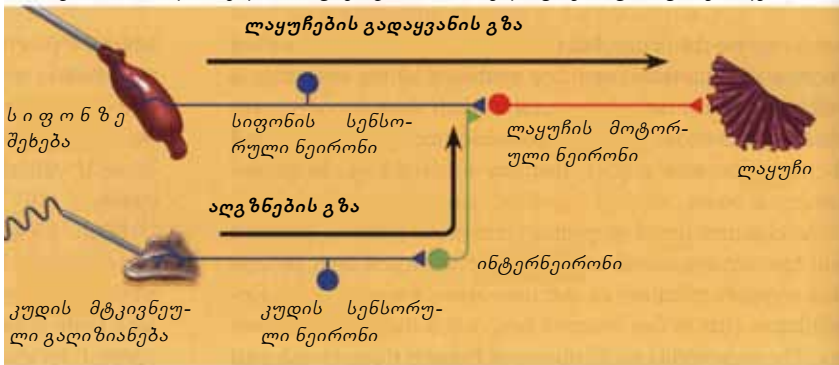 ლაყუჩების გადაყვანის გზა
სიფონზე
შეხება
სიფონის სენსო-
რული ნეირონი
ლაყუჩის მოტორ-
ული ნეირონი
ლაყუჩი
აღგზნების გზა
ინტერნეირონი
კუდის მტკივნეუ-
ლი გაღიზიანება
კუდის სენსორუ-
ლი ნეირონი